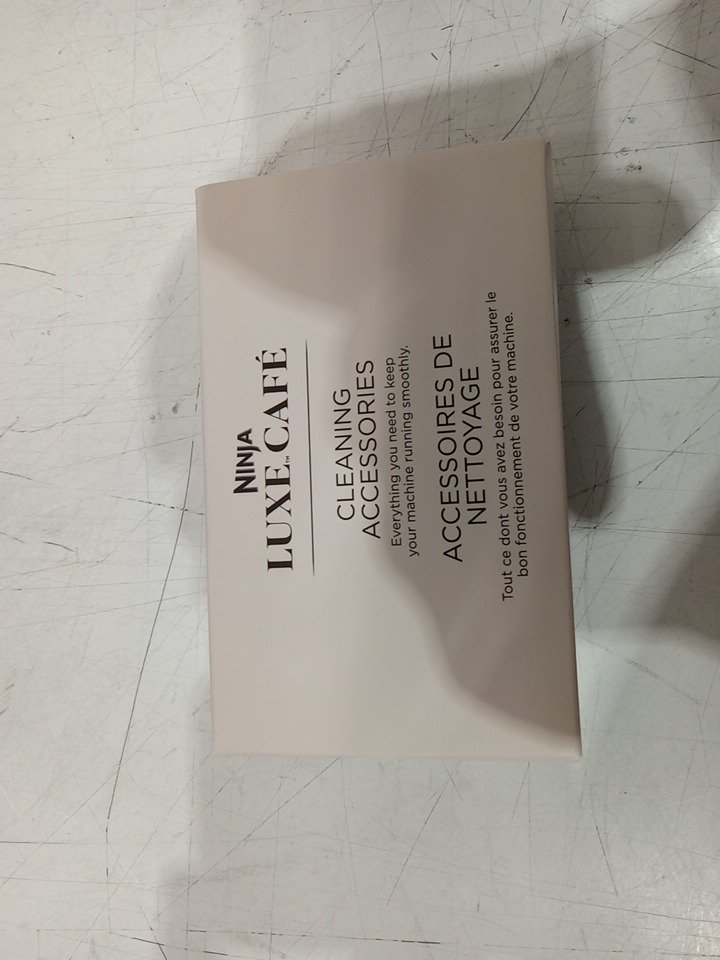 NINJA
LUXE™ CAFÉ
CLEANING
ACCESSORIES
Everything you need to keep
your machine running smoothly.
ACCESSOIRES DE
NETTOYAGE
Tout ce dont vous avez besoin pour assurer le
bon fonctionnement de votre machine.